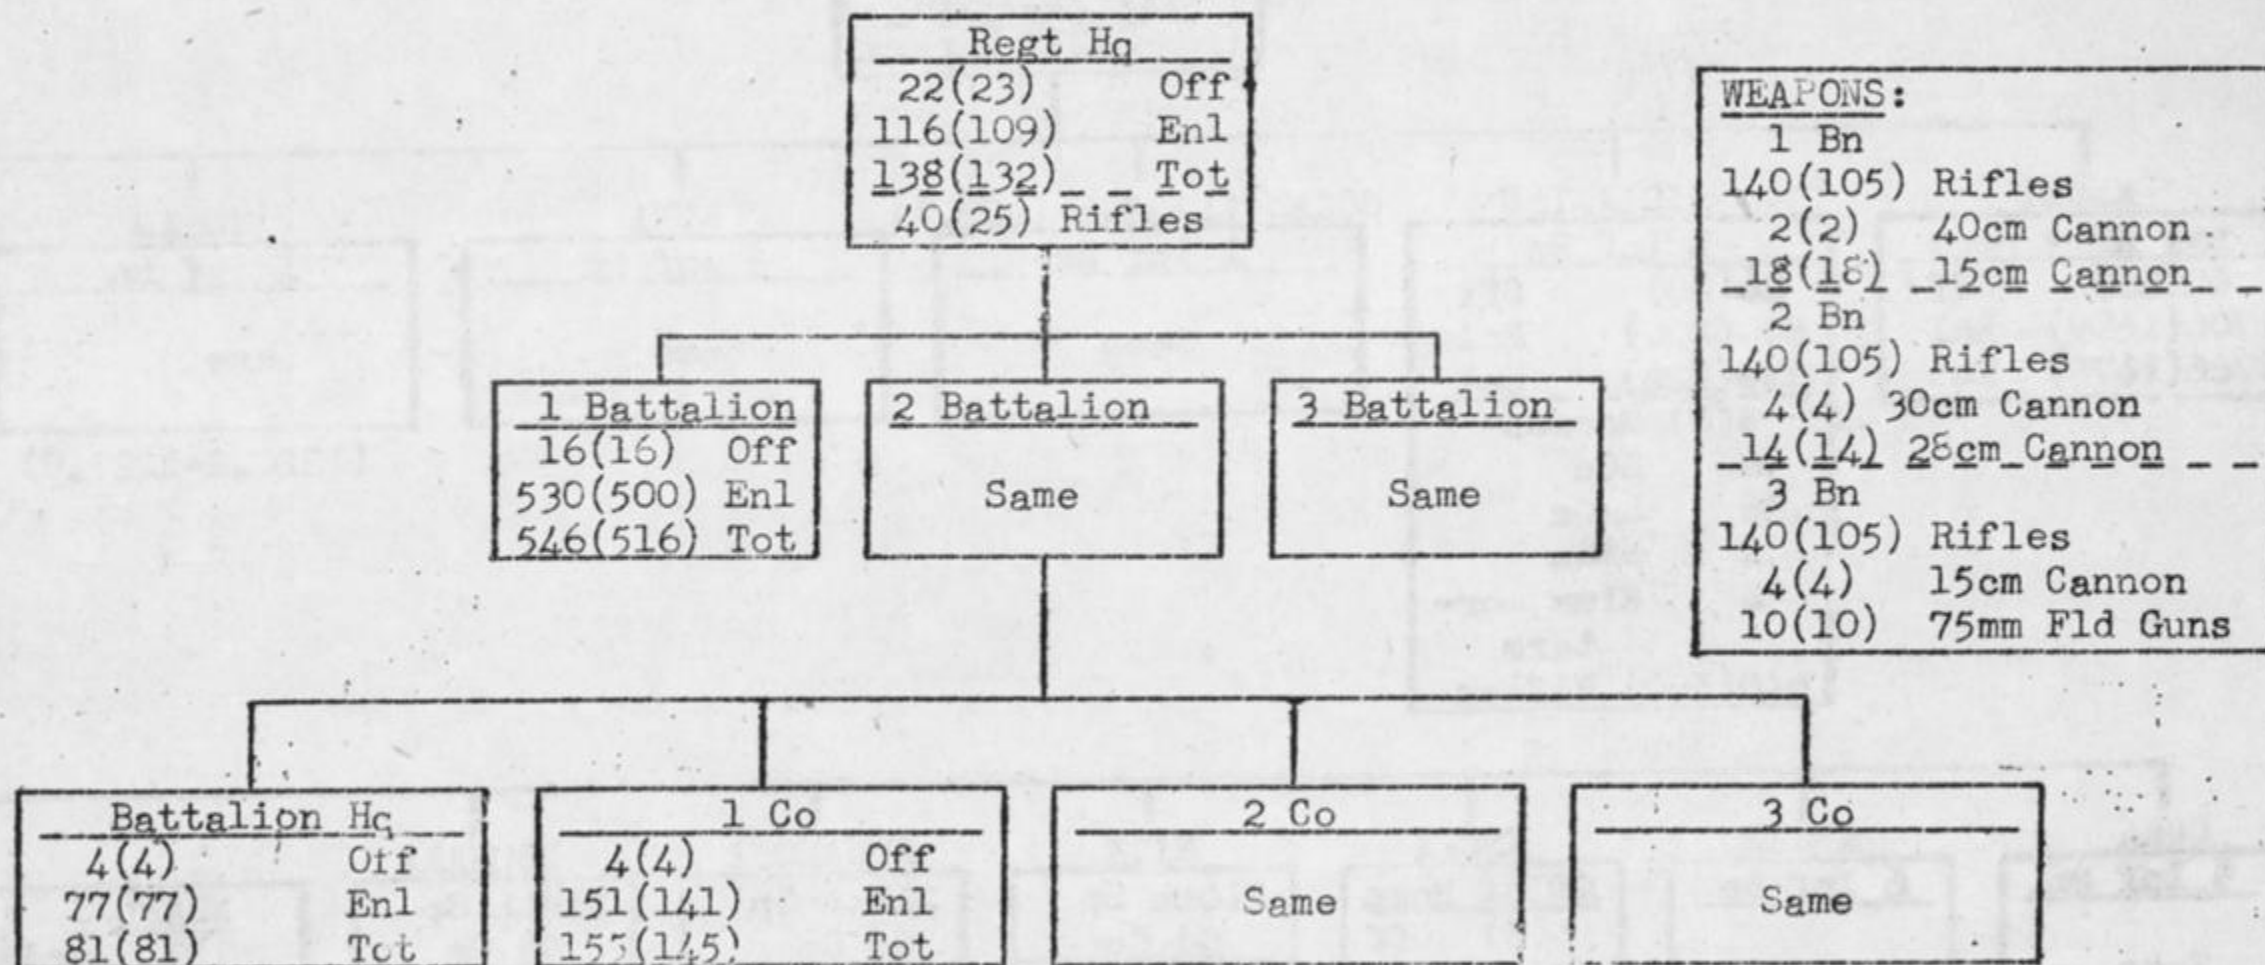 Regt Hq
22(23) Off
116(109) Enl
138(132) Tot
40(25) Rifles
WEAPONS:
1 Bn
140(105) Rifles
2(2) 40cm Cannon
18(18) 15cm Cannon
2 Bn
140(105) Rifles
4(4) 30cm Cannon
14(14) 28cm Cannon
3 Bn
140(105) Rifles
4(4) 15cm Cannon
10(10) 75mm Fld Guns
1 Battalion
16(16) Off
530(500) Enl
546(516) Tot
2 Battalion
Same
3 Battalion
Same
Battalion Hq
4(4) Off
77(77) Enl
81(81) Tot
1 Co
4(4) Off
151(141) Enl
155(145) Tot
2 Co
Same
3 Co
Same